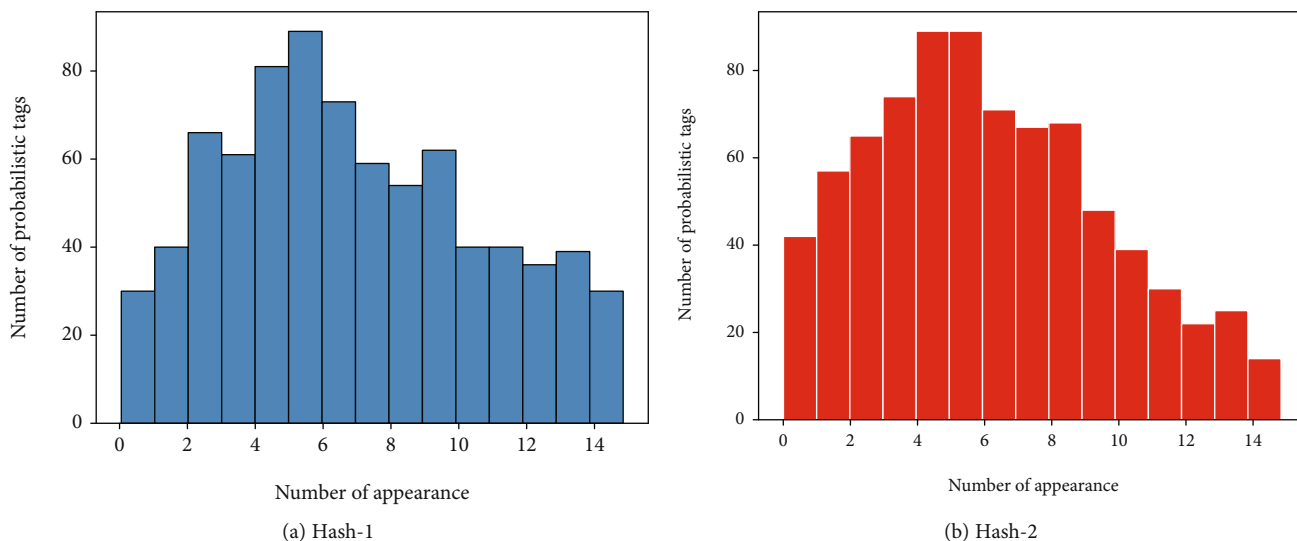 Number of probabilistic tags
80
60
40
20
0
0 2 4 6 8 10 12 14
Number of appearance
(a) Hash-1
Number of probabilistic tags
80
60
40
20
0
0 2 4 6 8 10 12 14
Number of appearance
(b) Hash-2